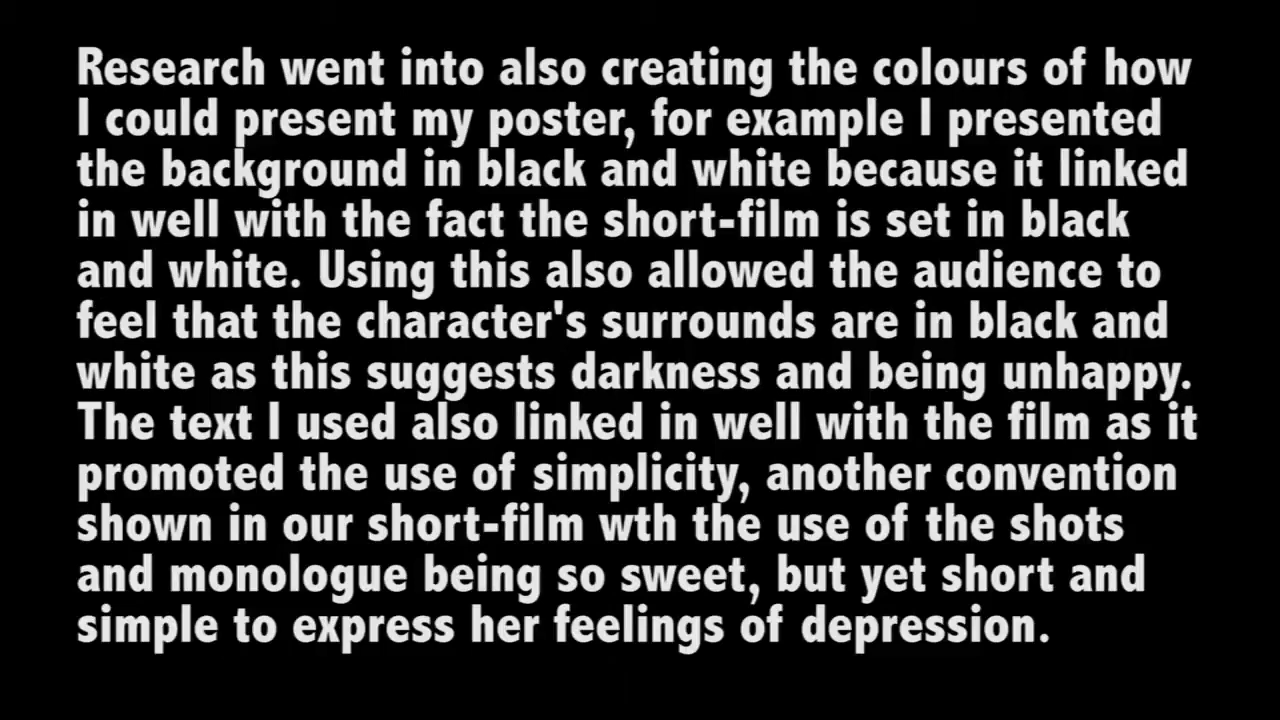 Research went into also creating the colours of how
I could present my poster, for example I presented
the background in black and white because it linked
in well with the fact the short-film is set in black
and white. Using this also allowed the audience to
feel that the character's surrounds are in black and
white as this suggests darkness and being unhappy.
The text I used also linked in well with the film as it
promoted the use of simplicity, another convention
shown in our short-film wth the use of the shots
and monologue being so sweet, but yet short and
simple to express her feelings of depression.